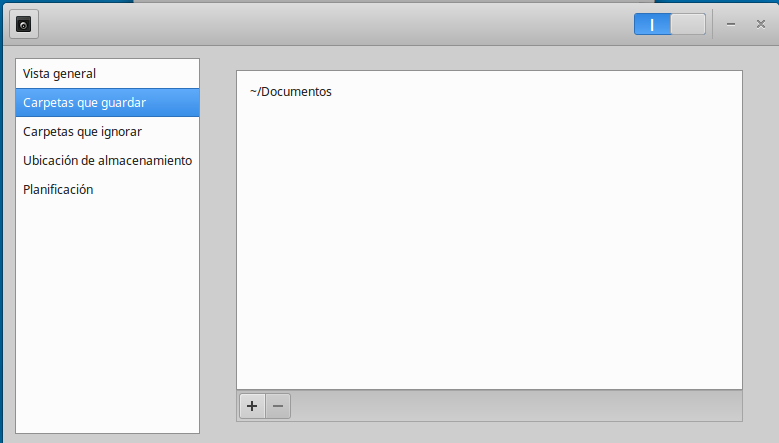 Vista general
Carpetas que guardar
Carpetas que ignorar
Ubicación de almacenamiento
Planificación
~/Documentos